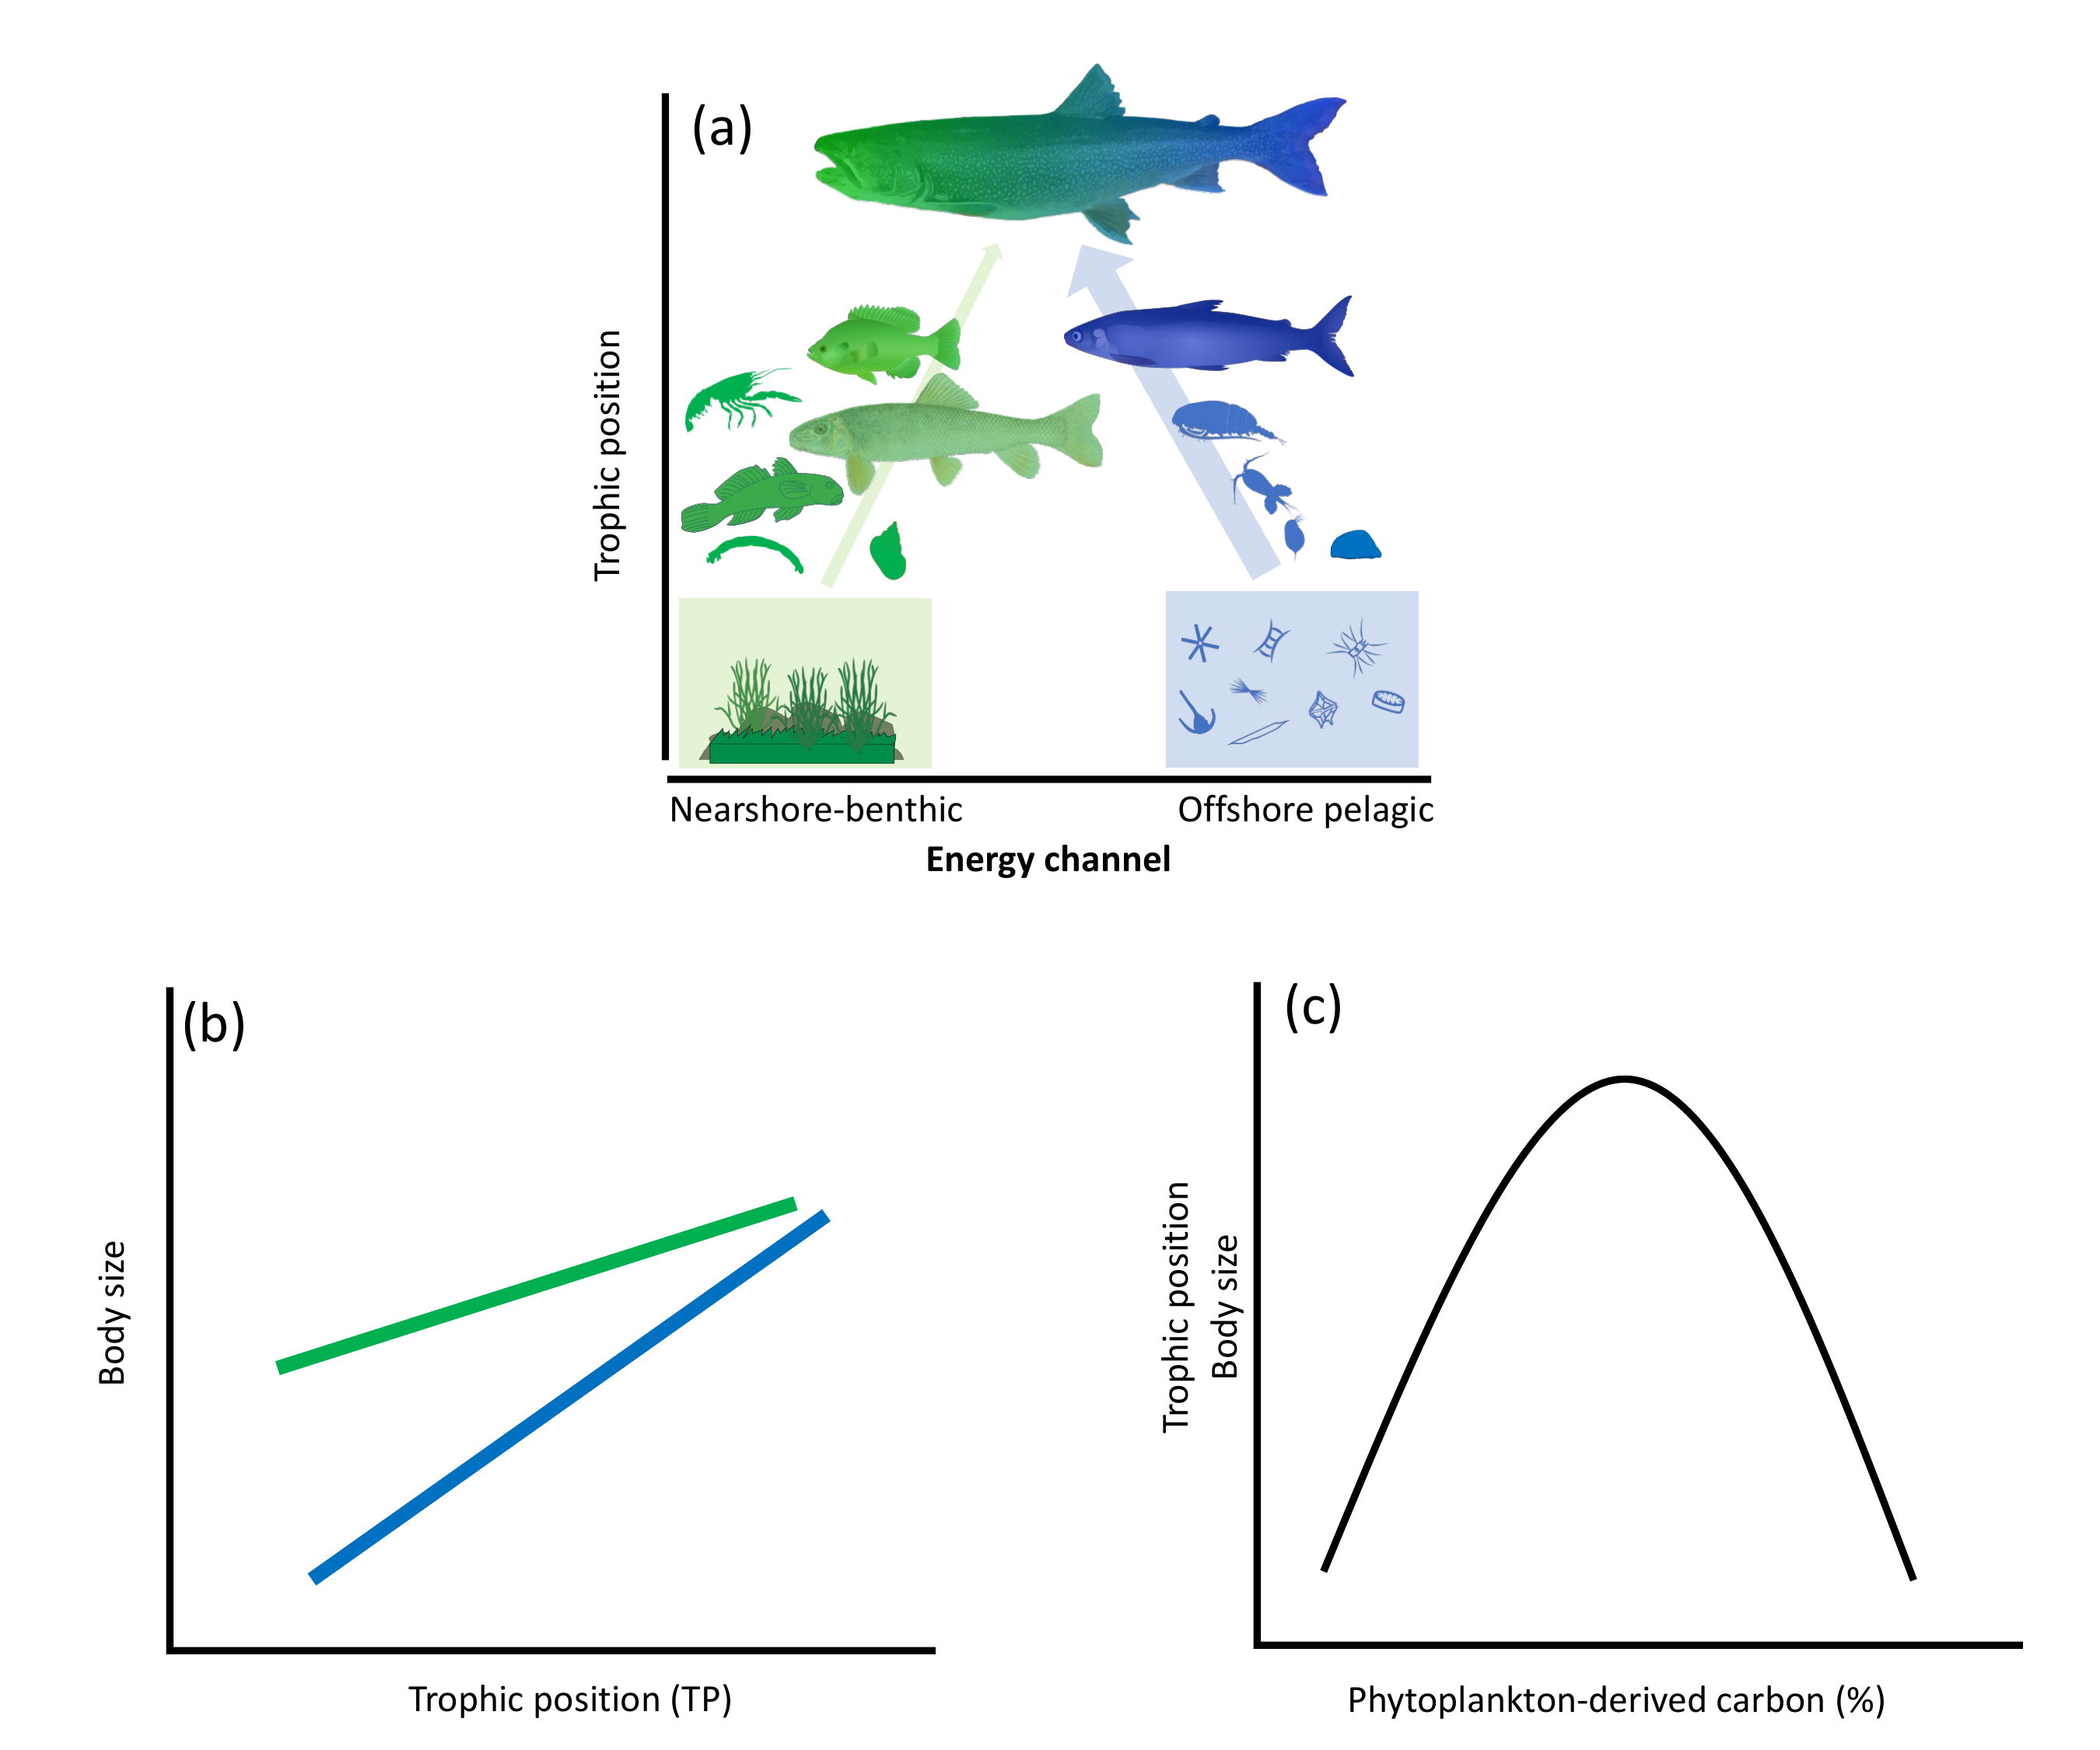 (a)
Trophic position
Nearshore-benthic
Offshore pelagic
Energy channel
(b)
Body size
Trophic position (TP)
(c)
Trophic position
Body size
Phytoplankton-derived carbon (%)